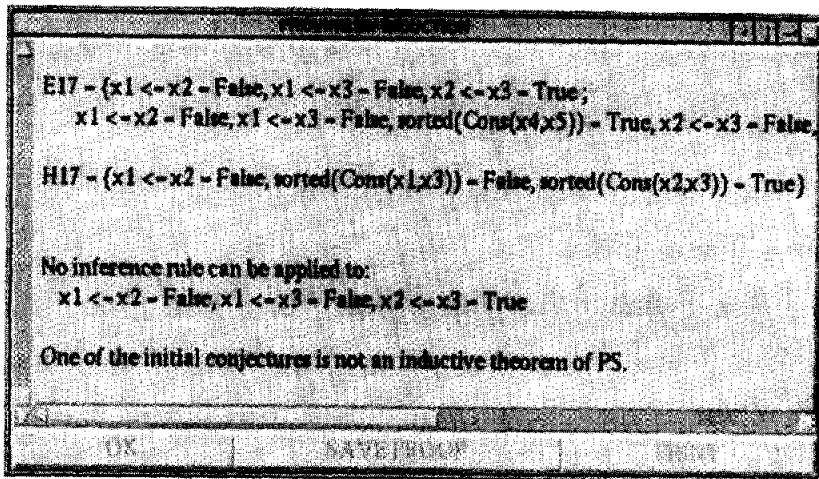 E17 = {x1 <= x2 = False, x1 <= x3 = False, x2 <= x3 = True;
x1 <= x2 = False, x1 <= x3 = False, sorted(Cons(x4,x5)) = True, x2 <= x3 = False,
H17 = {x1 <= x2 = False, sorted(Cons(x1,x3)) = False, sorted(Cons(x2,x3)) = True}
No inference rule can be applied to:
x1 <= x2 = False, x1 <= x3 = False, x2 <= x3 = True
One of the initial conjectures is not an inductive theorem of PS.
OK
SAVE PROOF